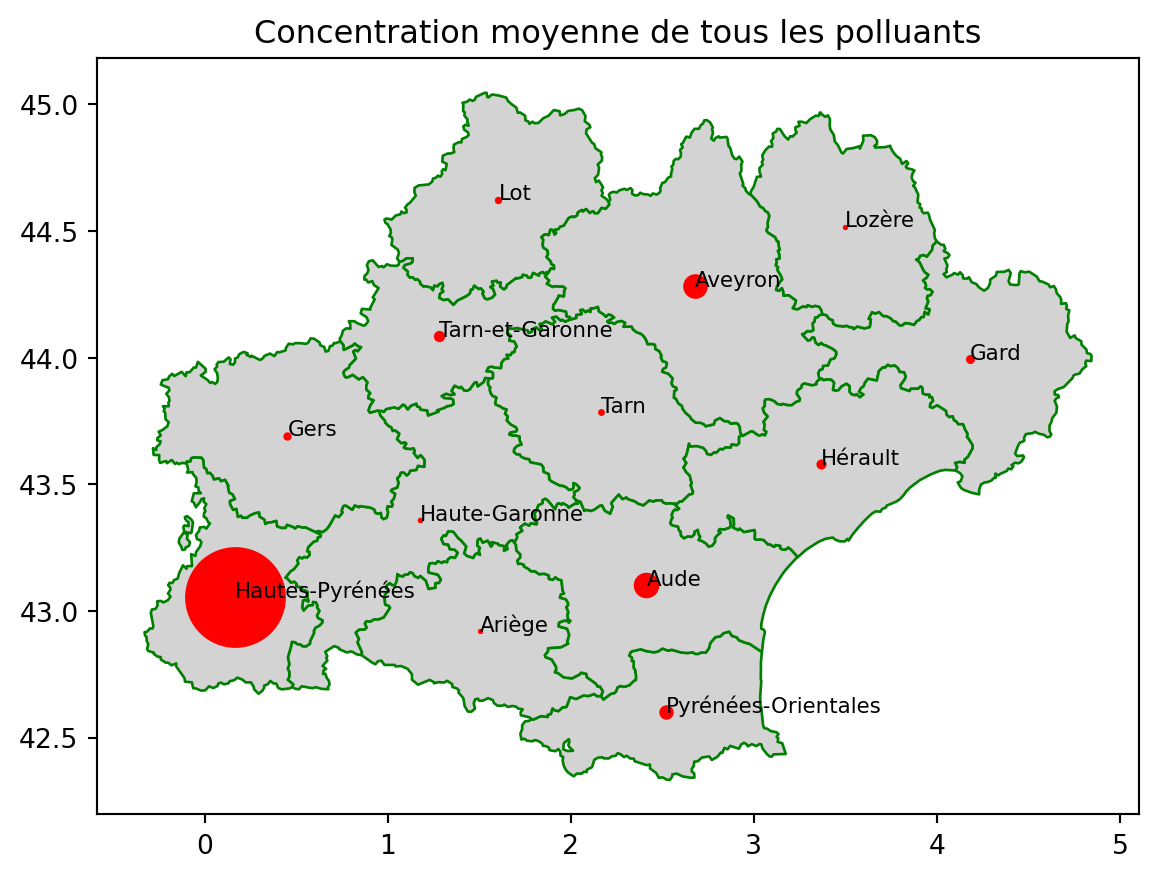 Concentration moyenne de tous les polluants
45.0
44.5
44.0
43.5
43.0
42.5
Lot
Lozère
Aveyron
Tarn-et-Garonne
Gard
Tarn
Gers
Hérault
Haute-Garonne
Hautes-Pyrénées
Aude
Ariège
Pyrénées-Orientales
0 1 2 3 4 5